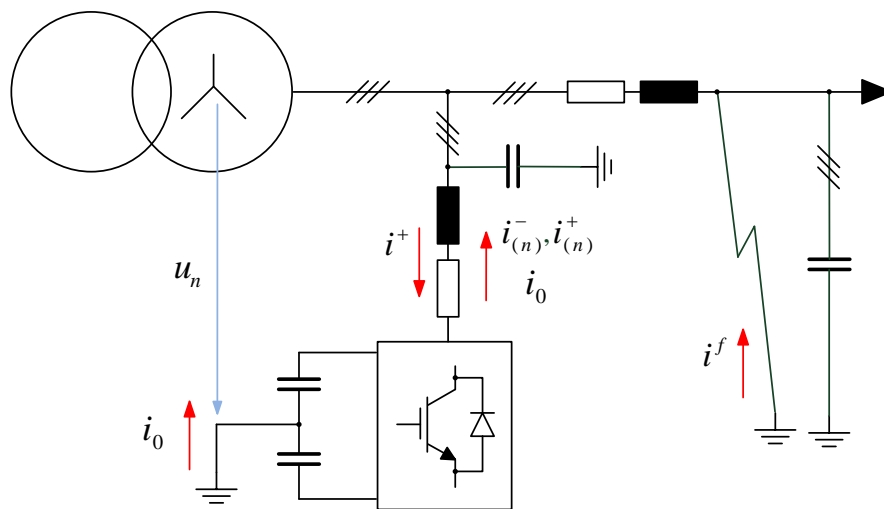 u_n
i^+
i^-_{(n)}, i^+_{(n)}
i_0
i_0
i^f